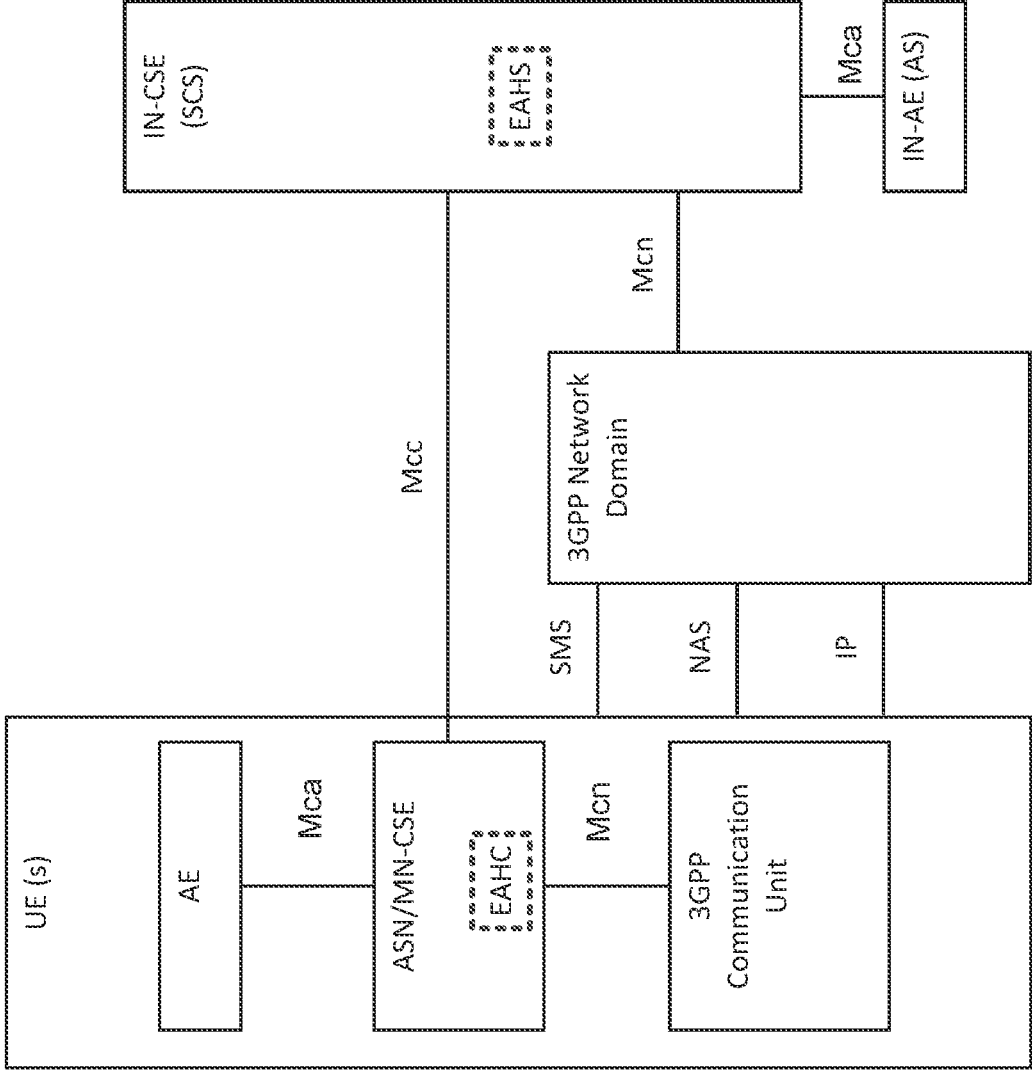 UE (s)
AE
Mca
ASN/MN-CSE
EAHC
Mcn
3GPP
Communication
Unit
Mcc
SMS
NAS
IP
3GPP Network
Domain
Mcn
IN-CSE
(SCS)
EAHS
Mca
IN-AE (AS)